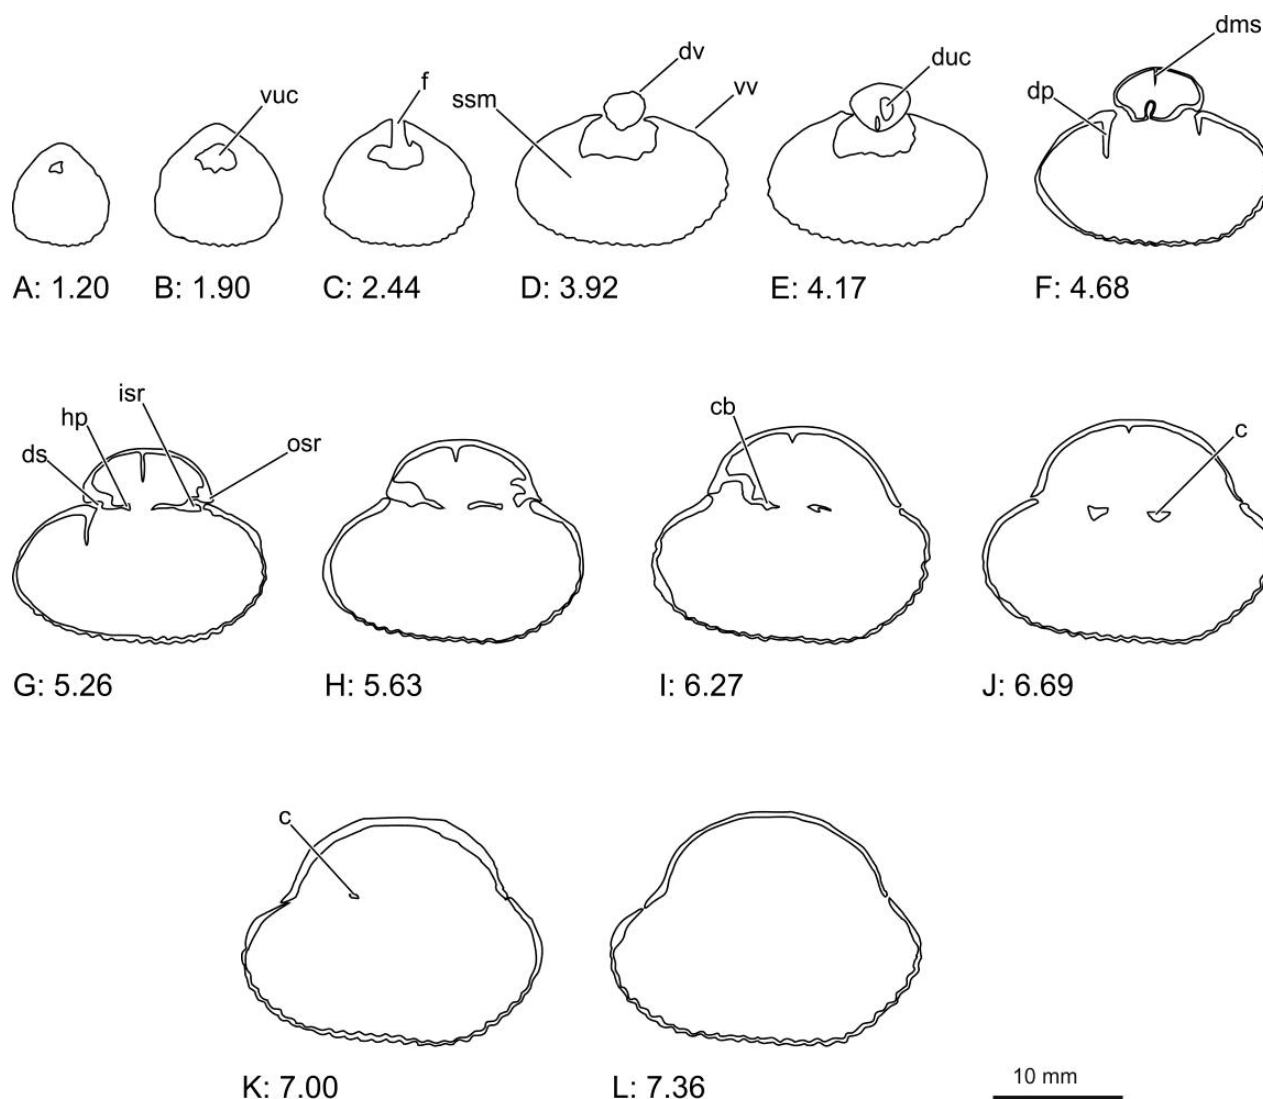 dms
dv
duc
f
vv
dp
vuc
ssm
A: 1.20
B: 1.90
C: 2.44
D: 3.92
E: 4.17
F: 4.68
isr
hp
cb
c
ds
osr
G: 5.26
H: 5.63
I: 6.27
J: 6.69
c
K: 7.00
L: 7.36
10 mm